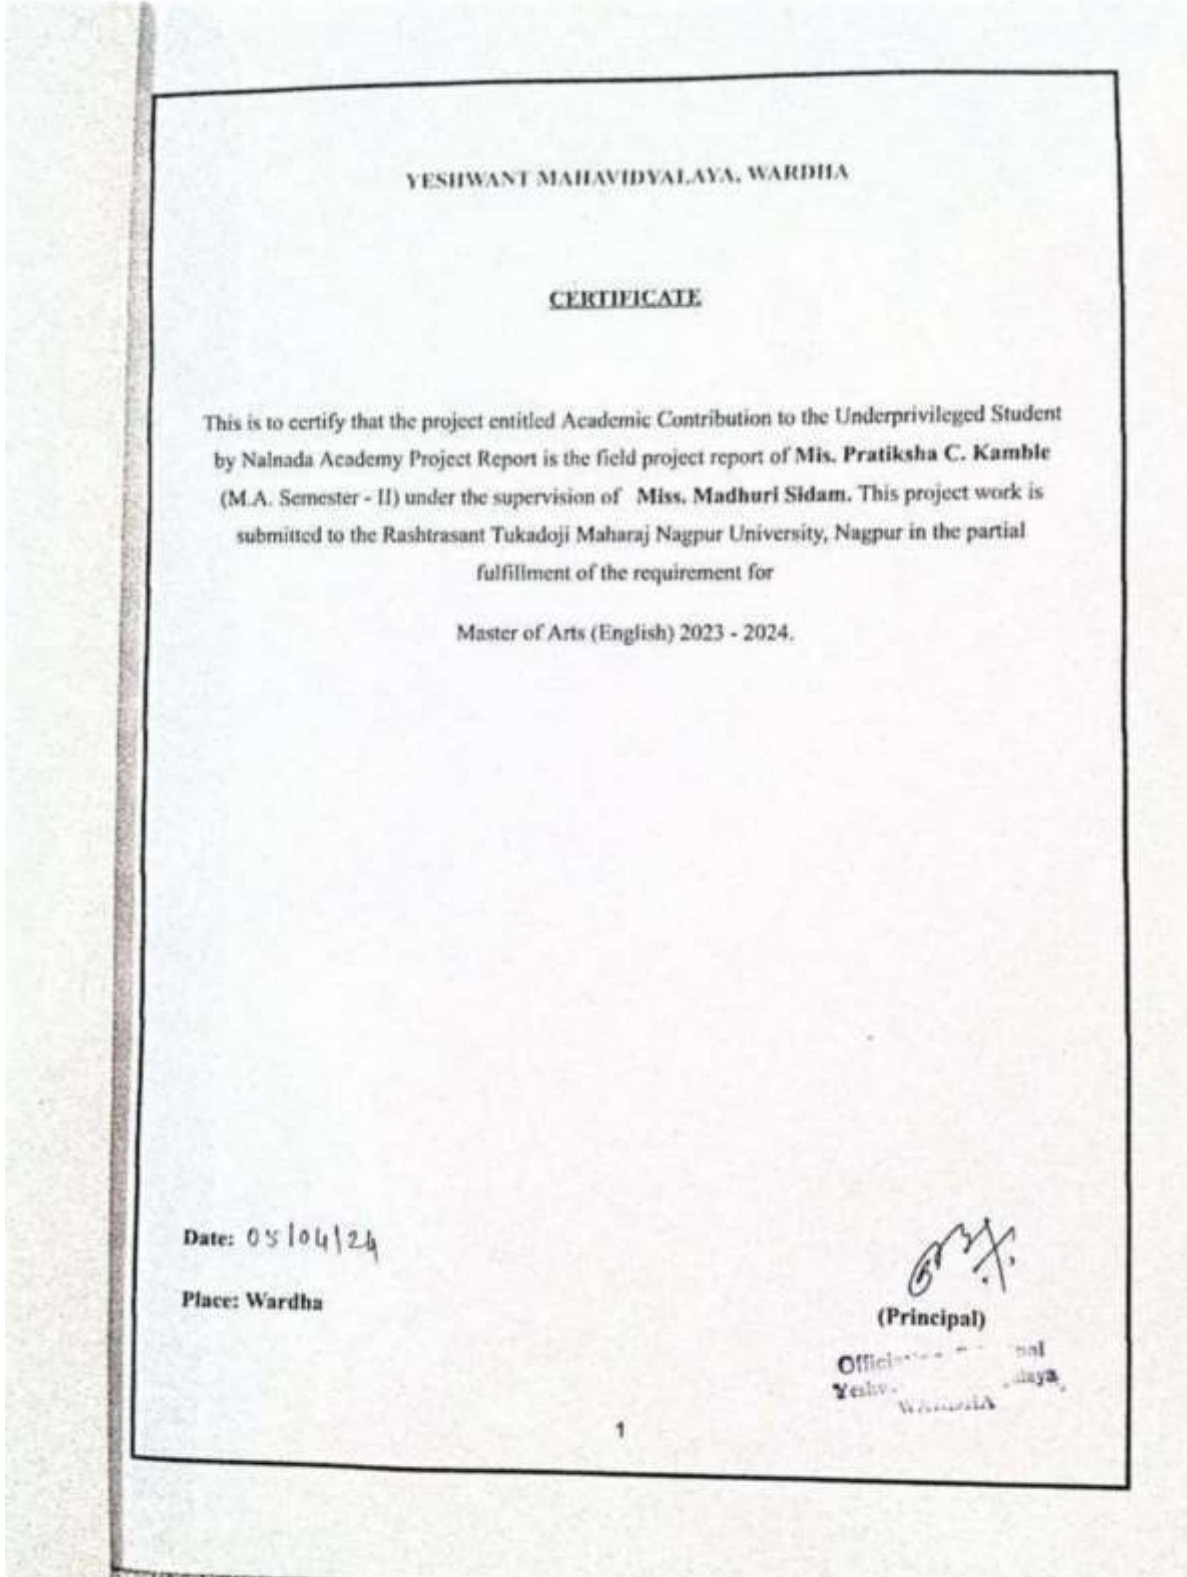 YESHWANT MAHAVIDYALAYA, WARDHA
CERTIFICATE
This is to certify that the project entitled Academic Contribution to the Underprivileged Student
by Nalnada Academy Project Report is the field project report of Mis. Pratiksha C. Kamble
(M.A. Semester - II) under the supervision of Miss. Madhuri Sidam. This project work is
submitted to the Rashtrasant Tukadoji Maharaj Nagpur University, Nagpur in the partial
fulfillment of the requirement for
Master of Arts (English) 2023 - 2024.
Date: 05/04/24
Place: Wardha
(Principal)
WARDHA
1